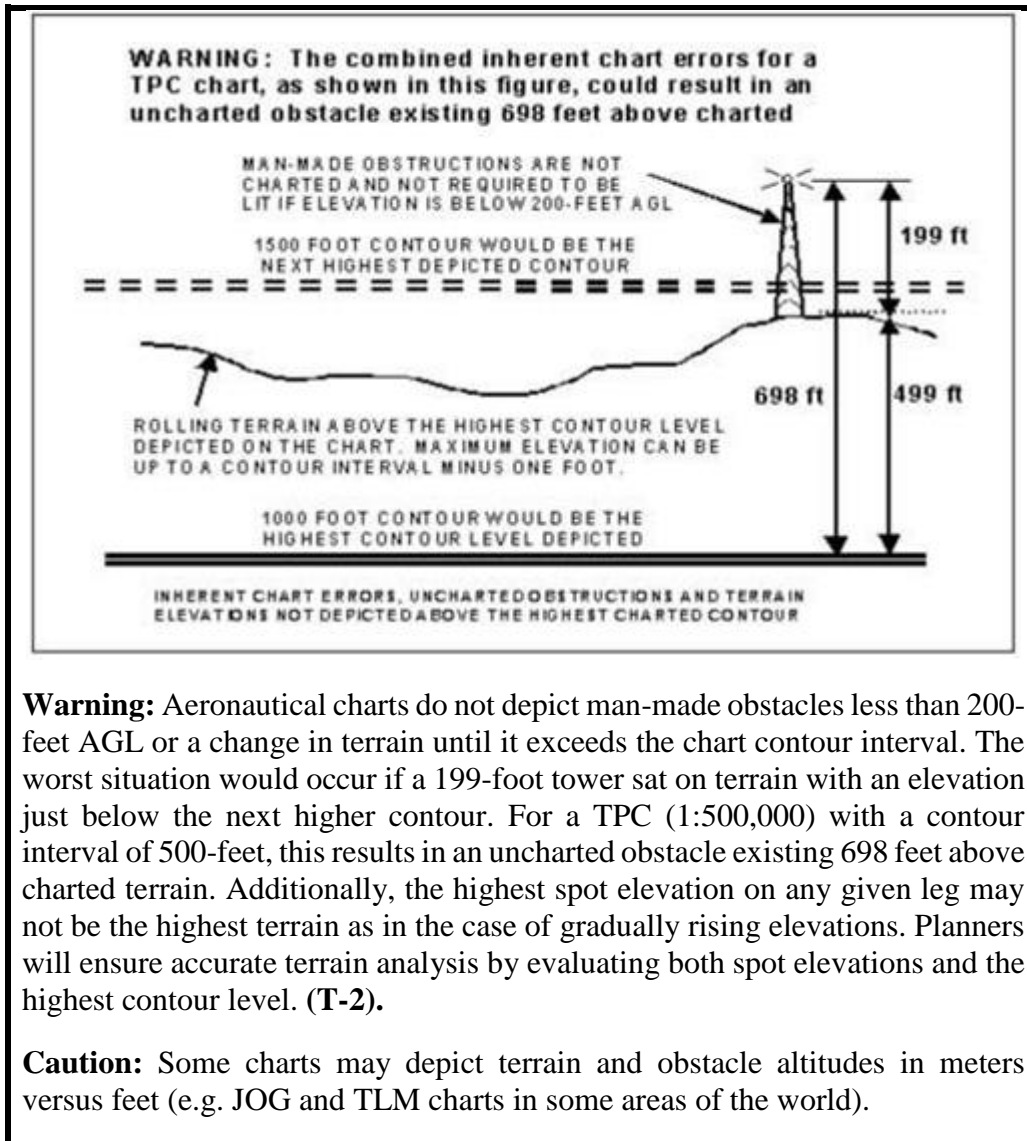 WARNING: The combined inherent chart errors for a
TPC chart, as shown in this figure, could result in an
uncharted obstacle existing 698 feet above charted
MAN-MADE OBSTRUCTIONS ARE NOT
CHARTED AND NOT REQUIRED TO BE
LIT IF ELEVATION IS BELOW 200-FEET AGL
199 ft
1500 FOOT CONTOUR WOULD BE THE
NEXT HIGHEST DEPICTED CONTOUR
698 ft
499 ft
ROLLING TERRAIN ABOVE THE HIGHEST CONTOUR LEVEL
DEPICTED ON THE CHART. MAXIMUM ELEVATION CAN BE
UP TO A CONTOUR INTERVAL MINUS ONE FOOT.
1000 FOOT CONTOUR WOULD BE THE
HIGHEST CONTOUR LEVEL DEPICTED
INHERENT CHART ERRORS, UNCHARTED OBSTRUCTIONS AND TERRAIN
ELEVATIONS NOT DEPICTED ABOVE THE HIGHEST CHARTED CONTOUR
Warning: Aeronautical charts do not depict man-made obstacles less than 200-
feet AGL or a change in terrain until it exceeds the chart contour interval. The
worst situation would occur if a 199-foot tower sat on terrain with an elevation
just below the next higher contour. For a TPC (1:500,000) with a contour
interval of 500-feet, this results in an uncharted obstacle existing 698 feet above
charted terrain. Additionally, the highest spot elevation on any given leg may
not be the highest terrain as in the case of gradually rising elevations. Planners
will ensure accurate terrain analysis by evaluating both spot elevations and the
highest contour level. (T-2).
Caution: Some charts may depict terrain and obstacle altitudes in meters
versus feet (e.g. JOG and TLM charts in some areas of the world).